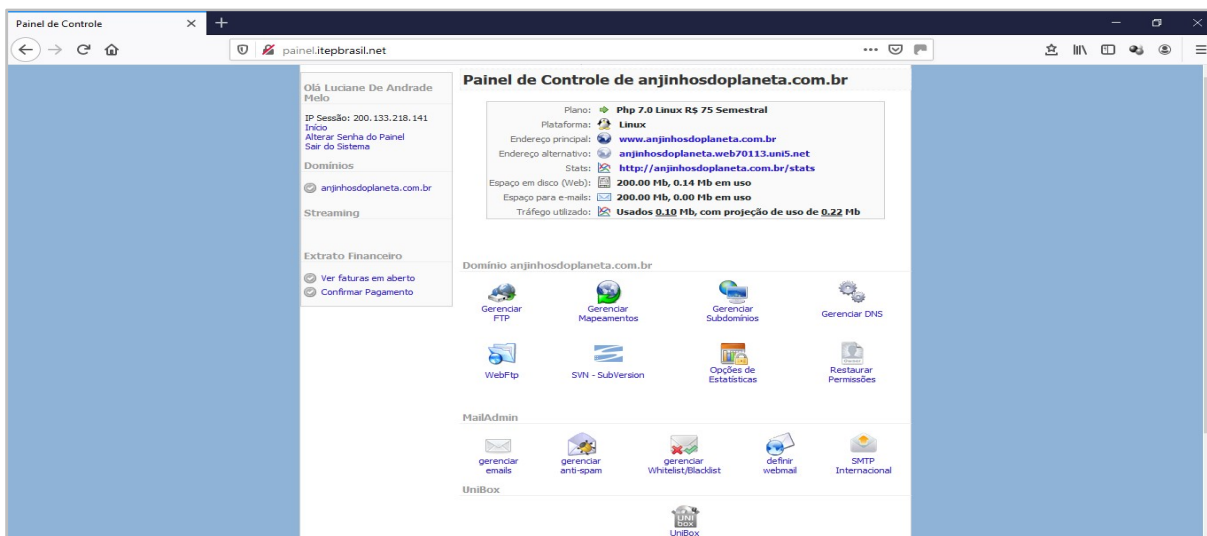 Painel de Controle
painel.itepbrasil.net
Olá Luciane De Andrade
Melo
IP Sessão: 200.133.218.141
Início
Alterar Senha do Painel
Sair do Sistema
Domínios
anjinhosdoplaneta.com.br
Streaming
Extrato Financeiro
Ver faturas em aberto
Confirmar Pagamento
Painel de Controle de anjinhosdoplaneta.com.br
Plano: Php 7.0 Linux R$ 75 Semestral
Plataforma: Linux
Endereço principal: www.anjinhosdoplaneta.com.br
Endereço alternativo: anjinhosdoplaneta.web70113.uni5.net
Stats: http://anjinhosdoplaneta.com.br/stats
Espaço em disco (Web): 200.00 Mb, 0.14 Mb em uso
Espaço para e-mails: 200.00 Mb, 0.00 Mb em uso
Tráfego utilizado: Usados 0.10 Mb, com projeção de uso de 0.22 Mb
Domínio anjinhosdoplaneta.com.br
Gerenciar
FTP
Gerenciar
Mapeamentos
Gerenciar
Subdomínios
Gerenciar DNS
WebFtp
SVN - SubVersion
Opções de
Estatísticas
Restaurar
Permissões
MailAdmin
gerenciar
emails
gerenciar
anti-spam
gerenciar
Whitelist/Blacklist
definir
webmail
SMTP
Internacional
UniBox
UNI
box
UniBox